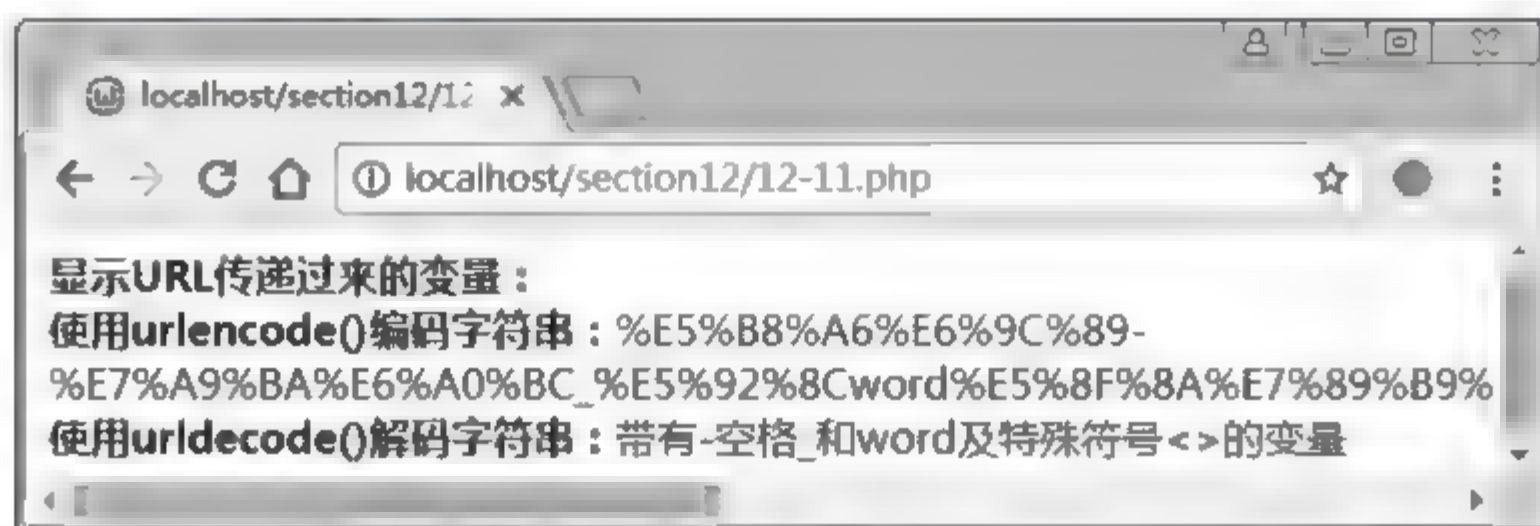 localhost/section12/12
localhost/section12/12-11.php
显示URL传递过来的变量：
使用urlencode()编码字符串：%E5%B8%A6%E6%9C%89-
%E7%A9%BA%E6%A0%BC_%E5%92%8Cword%E5%8F%8A%E7%89%B9%
使用urldecode()解码字符串：带有-空格_和word及特殊符号<>的变量